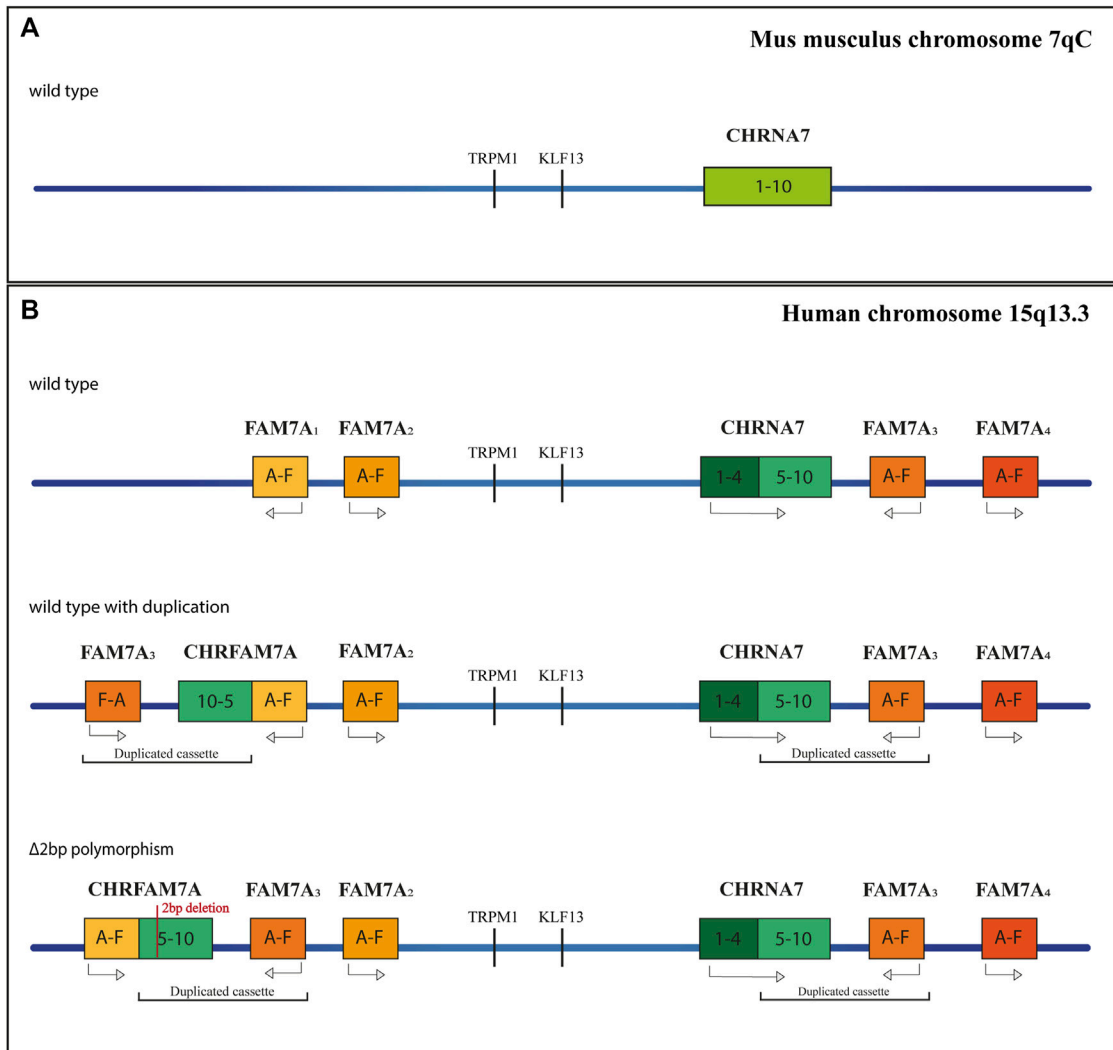 A
Mus musculus chromosome 7qC
wild type
CHRNA7
TRPM1 KLF13
1-10
B
Human chromosome 15q13.3
wild type
FAM7A₁ FAM7A₂ CHRNA7 FAM7A₃ FAM7A₄
TRPM1 KLF13
A-F A-F 1-4 5-10 A-F A-F
wild type with duplication
FAM7A₃ CHRFAM7A FAM7A₂ CHRNA7 FAM7A₃ FAM7A₄
TRPM1 KLF13
F-A 10-5 A-F A-F 1-4 5-10 A-F A-F
Duplicated cassette Duplicated cassette
Δ2bp polymorphism
CHRFAM7A FAM7A₃ FAM7A₂ CHRNA7 FAM7A₃ FAM7A₄
2bp deletion
TRPM1 KLF13
A-F 5-10 A-F A-F 1-4 5-10 A-F A-F
Duplicated cassette Duplicated cassette